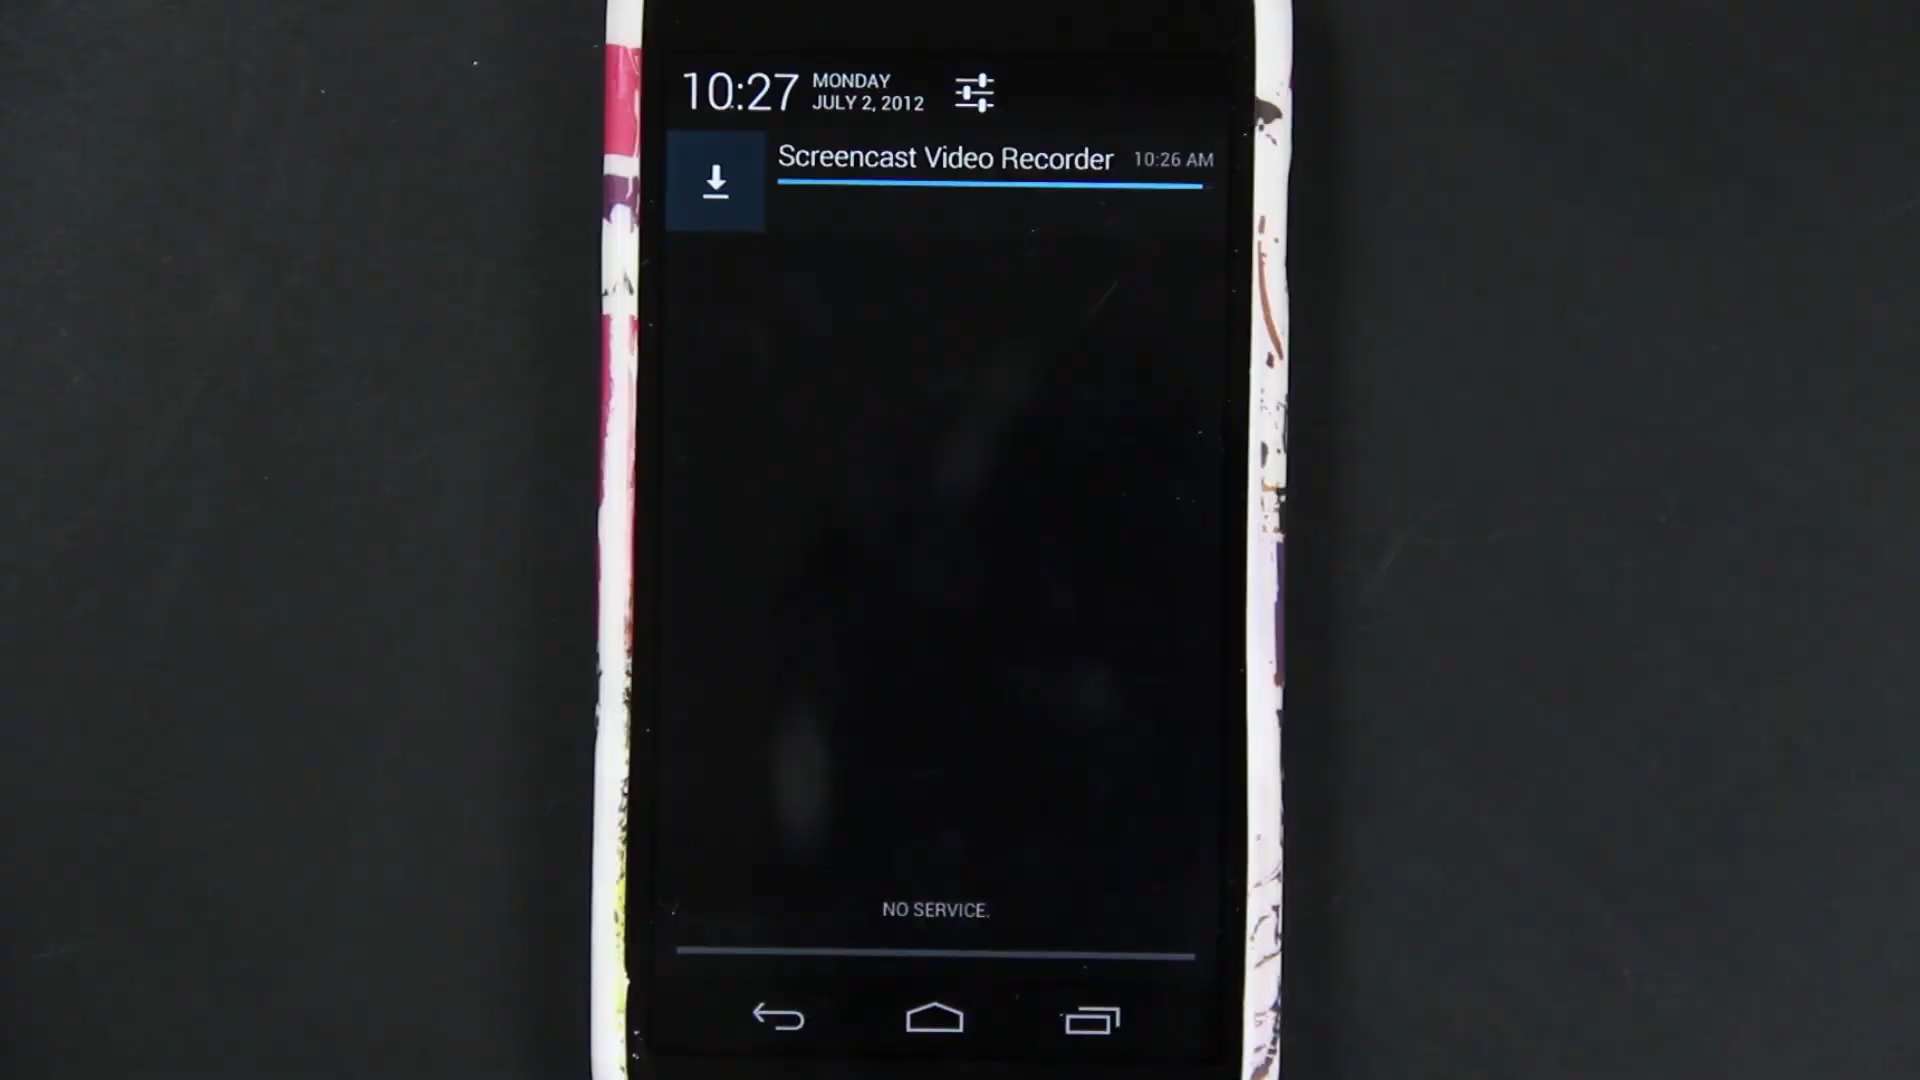 10:27
MONDAY
JULY 2, 2012
Screencast Video Recorder 10:26 AM
NO SERVICE.